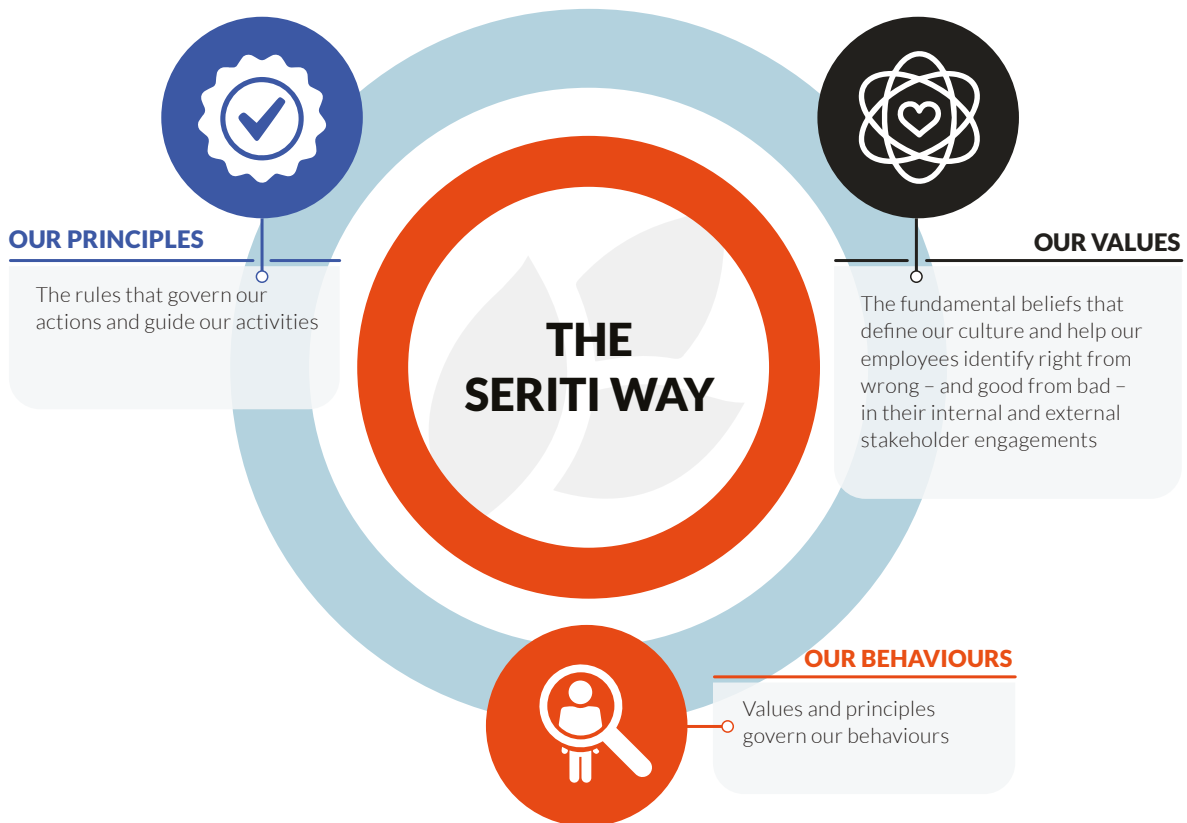 OUR PRINCIPLES
The rules that govern our
actions and guide our activities
THE
SERITI WAY
OUR VALUES
The fundamental beliefs that
define our culture and help our
employees identify right from
wrong – and good from bad –
in their internal and external
stakeholder engagements
OUR BEHAVIOURS
Values and principles
govern our behaviours